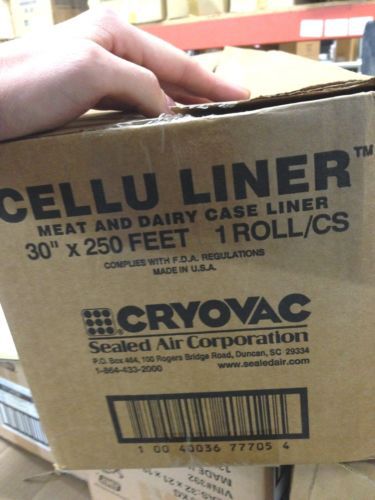 CELLU LINER™
MEAT AND DAIRY CASE LINER
30" x 250 FEET 1 ROLL/CS
COMPLIES WITH F.D.A. REGULATIONS
MADE IN U.S.A.
CRYOVAC
Sealed Air Corporation
P.O. Box 464, 100 Rogers Bridge Road, Duncan, SC 29334
1-864-433-2000 www.sealedair.com
1 00 40036 77705 4